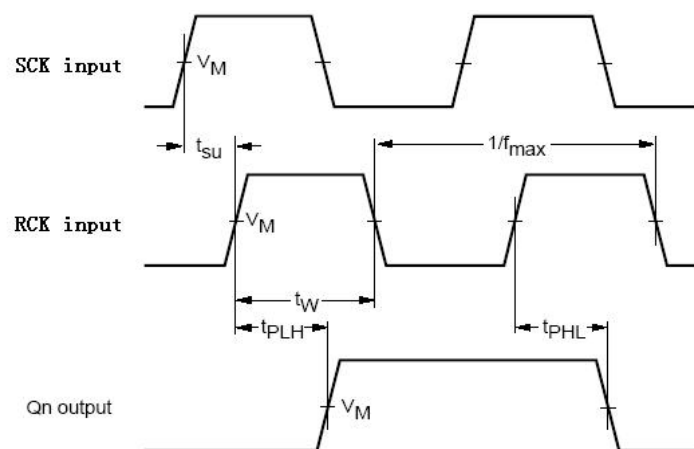 SCK input
VM
tsu
1/fmax
RCK input
VM
tW
tPLH
tPHL
Qn output
VM